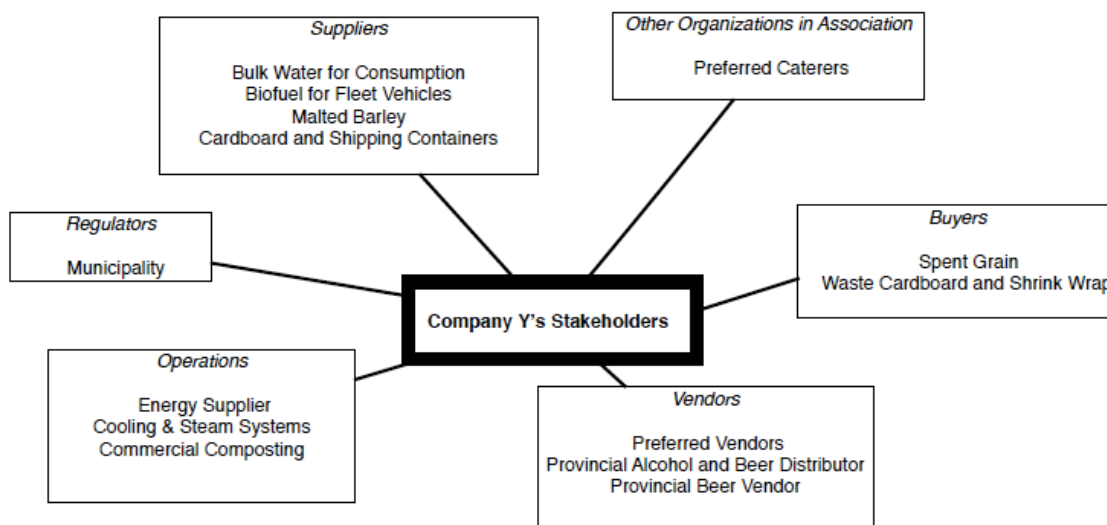 Suppliers
Bulk Water for Consumption
Biofuel for Fleet Vehicles
Malted Barley
Cardboard and Shipping Containers
Other Organizations in Association
Preferred Caterers
Regulators
Municipality
Buyers
Spent Grain
Waste Cardboard and Shrink Wrap
Company Y's Stakeholders
Operations
Energy Supplier
Cooling & Steam Systems
Commercial Composting
Vendors
Preferred Vendors
Provincial Alcohol and Beer Distributor
Provincial Beer Vendor